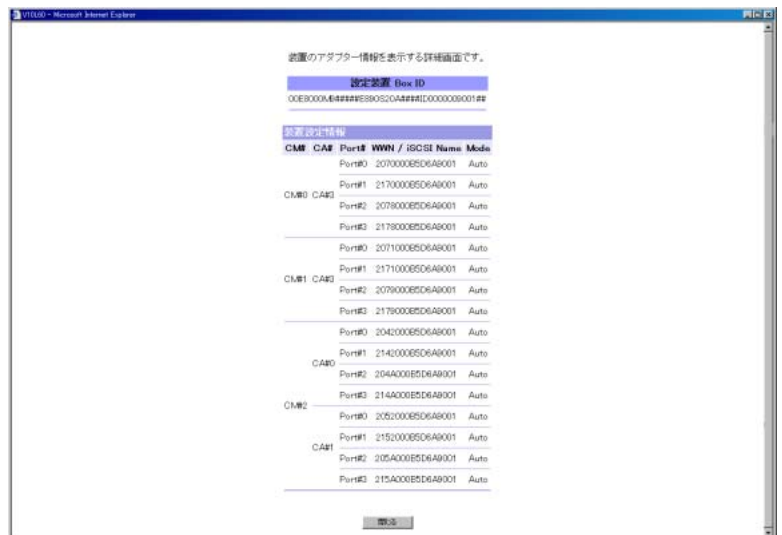 V10L60 - Microsoft Internet Explorer
装置のアダプター情報を表示する詳細画面です。
設定装置 Box ID
00E8000M#####E890S20A####ID0000009001##
装置設定情報
CM# CA# Port# WWN / iSCSI Name Mode
CM#0 CA#3 Port#0 2070000B5D6A9001 Auto
Port#1 2170000B5D6A9001 Auto
Port#2 2078000B5D6A9001 Auto
Port#3 2178000B5D6A9001 Auto
CM#1 CA#3 Port#0 2071000B5D6A9001 Auto
Port#1 2171000B5D6A9001 Auto
Port#2 2079000B5D6A9001 Auto
Port#3 2179000B5D6A9001 Auto
CM#2 CA#0 Port#0 2042000B5D6A9001 Auto
Port#1 2142000B5D6A9001 Auto
Port#2 204A000B5D6A9001 Auto
Port#3 214A000B5D6A9001 Auto
CA#1 Port#0 2052000B5D6A9001 Auto
Port#1 2152000B5D6A9001 Auto
Port#2 205A000B5D6A9001 Auto
Port#3 215A000B5D6A9001 Auto
閉じる